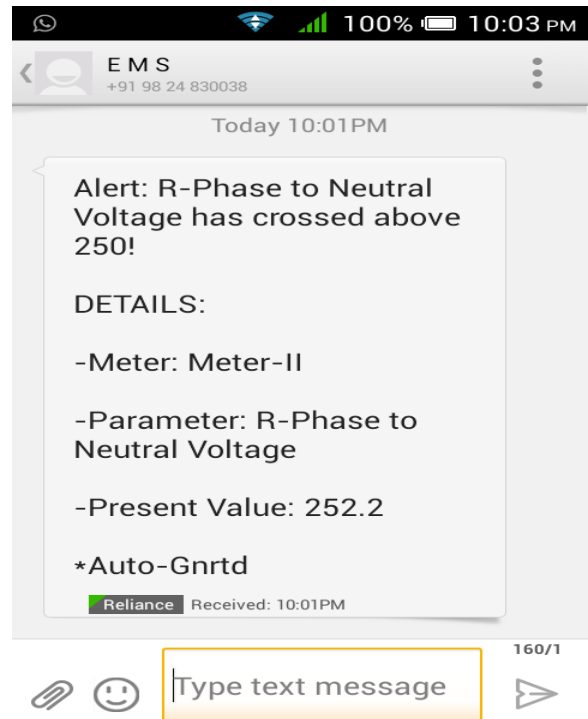 100% 10:03 PM
E M S
+91 98 24 830038
Today 10:01PM
Alert: R-Phase to Neutral
Voltage has crossed above
250!
DETAILS:
-Meter: Meter-II
-Parameter: R-Phase to
Neutral Voltage
-Present Value: 252.2
*Auto-Gnrtd
Reliance Received: 10:01PM
160/1
Type text message